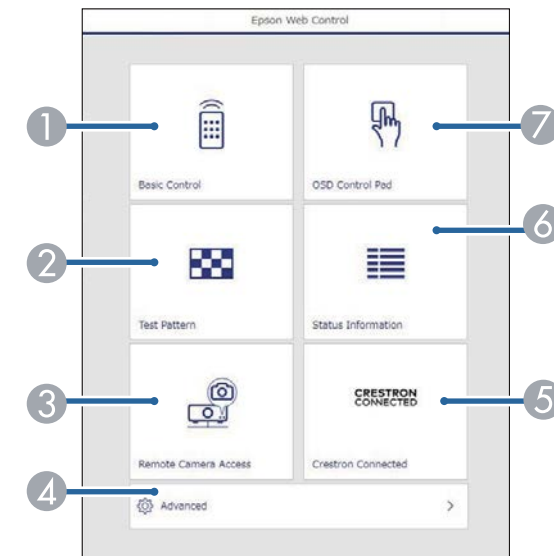 Epson Web Control
1
Basic Control
7
OSD Control Pad
2
Test Pattern
6
Status Information
3
Remote Camera Access
5
CRESTRON
CONNECTED
Crestron Connected
4
Advanced